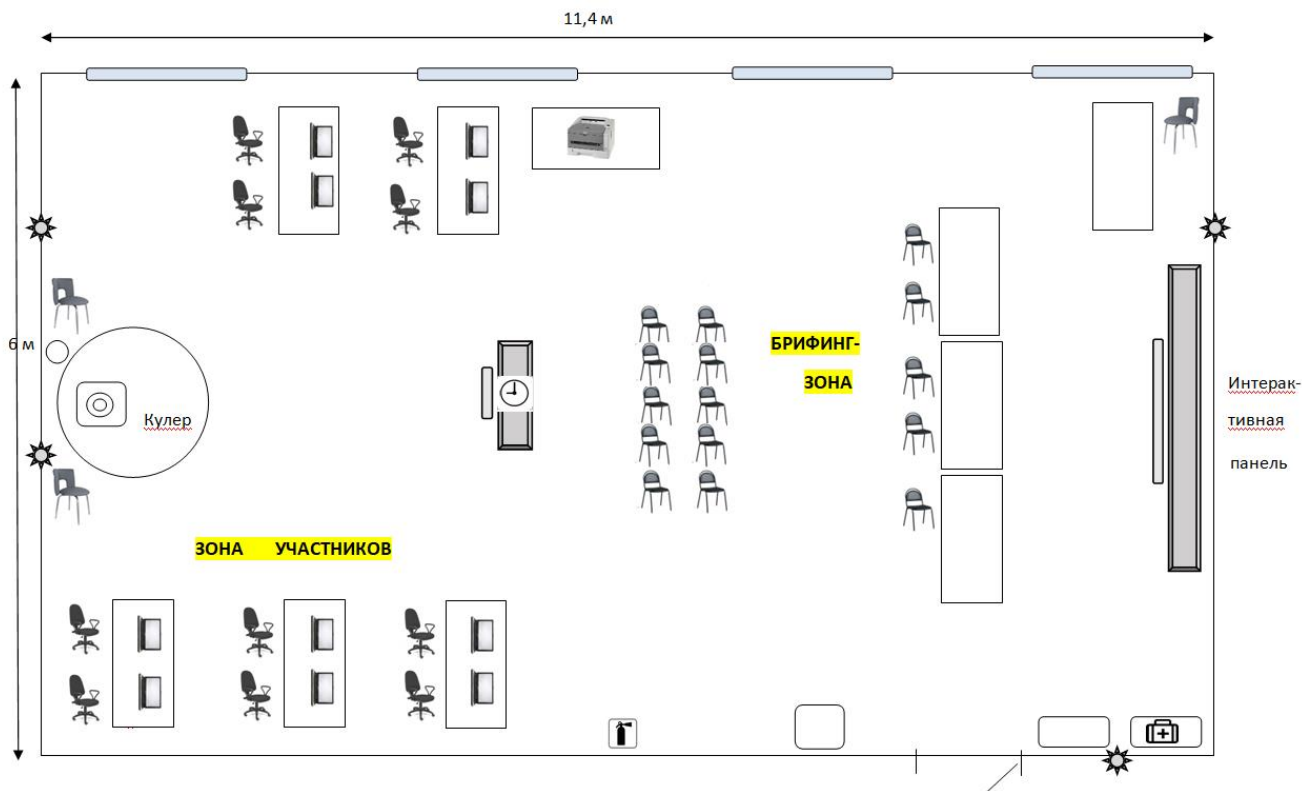 11,4 м
6 м
БРИФИНГ-
ЗОНА
Интерак-
тивная
панель
Кулер
ЗОНА УЧАСТНИКОВ